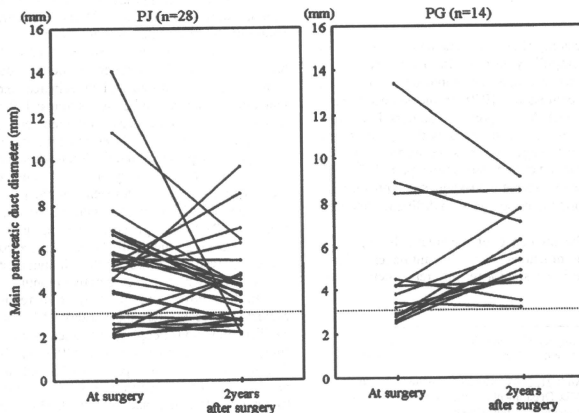 (mm) PJ (n=28)
16
14
12
10
8
6
4
2
0
Main pancreatic duct diameter (mm)
At surgery
2years
after surgery
(mm) PG (n=14)
16
14
12
10
8
6
4
2
0
At surgery
2years
after surgery